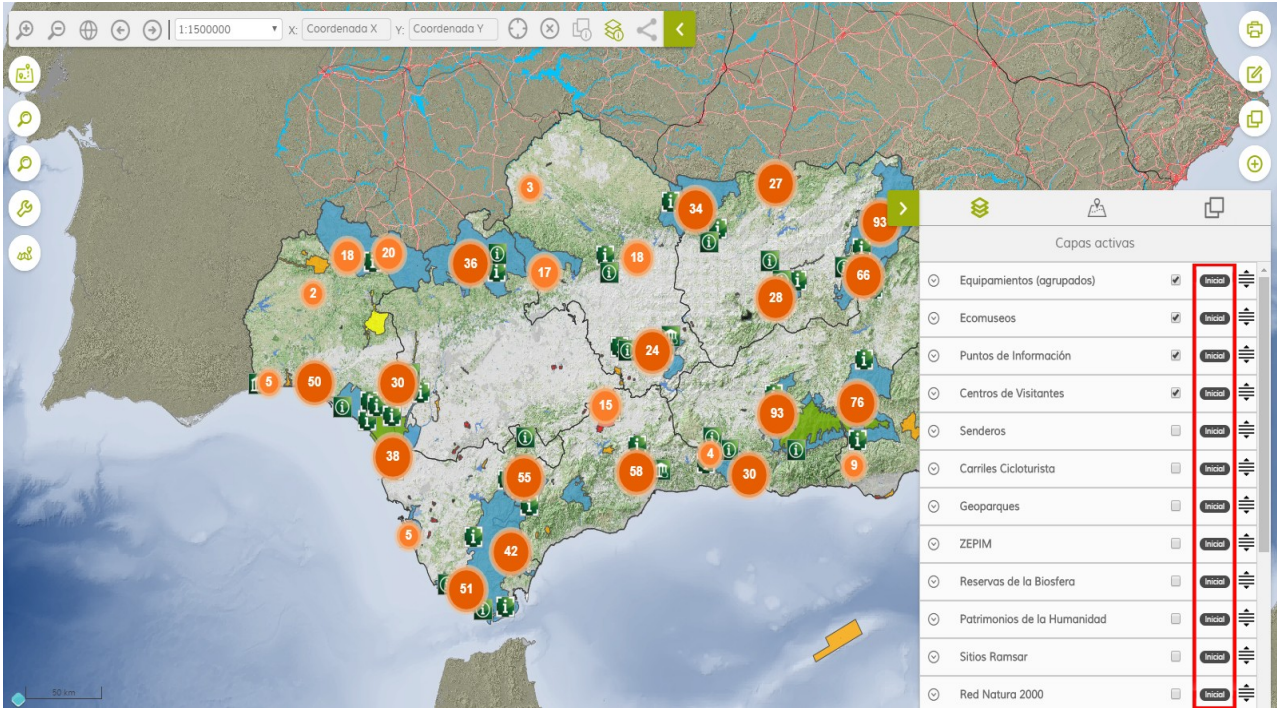 1:1500000 X: Coordenada X Y: Coordenada Y
3
27
34
93
18
20
36
17
18
66
2
28
24
5
50
30
15
93
76
38
4
55
58
30
9
5
42
51
50 km
Capas activas
Equipamientos (agrupados) Inicial
Ecomuseos Inicial
Puntos de Información Inicial
Centros de Visitantes Inicial
Senderos Inicial
Carriles Cicloturista Inicial
Geoparques Inicial
ZEPIM Inicial
Reservas de la Biosfera Inicial
Patrimonios de la Humanidad Inicial
Sitios Ramsar Inicial
Red Natura 2000 Inicial